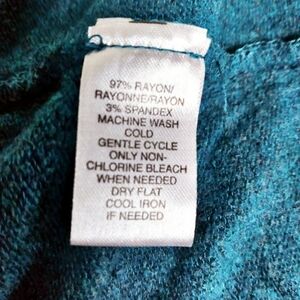 97% RAYON/
RAYONNE/RAYON
3% SPANDEX
MACHINE WASH
COLD
GENTLE CYCLE
ONLY NON-
CHLORINE BLEACH
WHEN NEEDED
DRY FLAT
COOL IRON
IF NEEDED